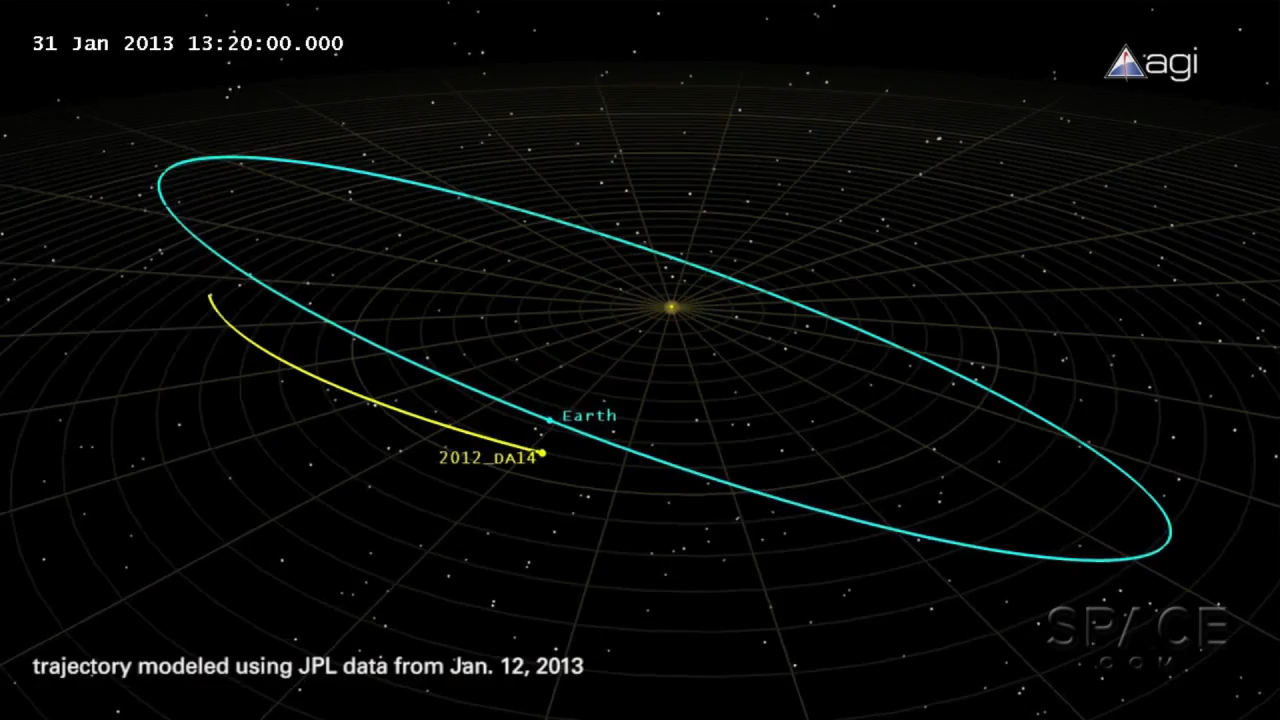 31 Jan 2013 13:20:00.000
agi
Earth
2012_DA14
SPACE
.COM
trajectory modeled using JPL data from Jan. 12, 2013